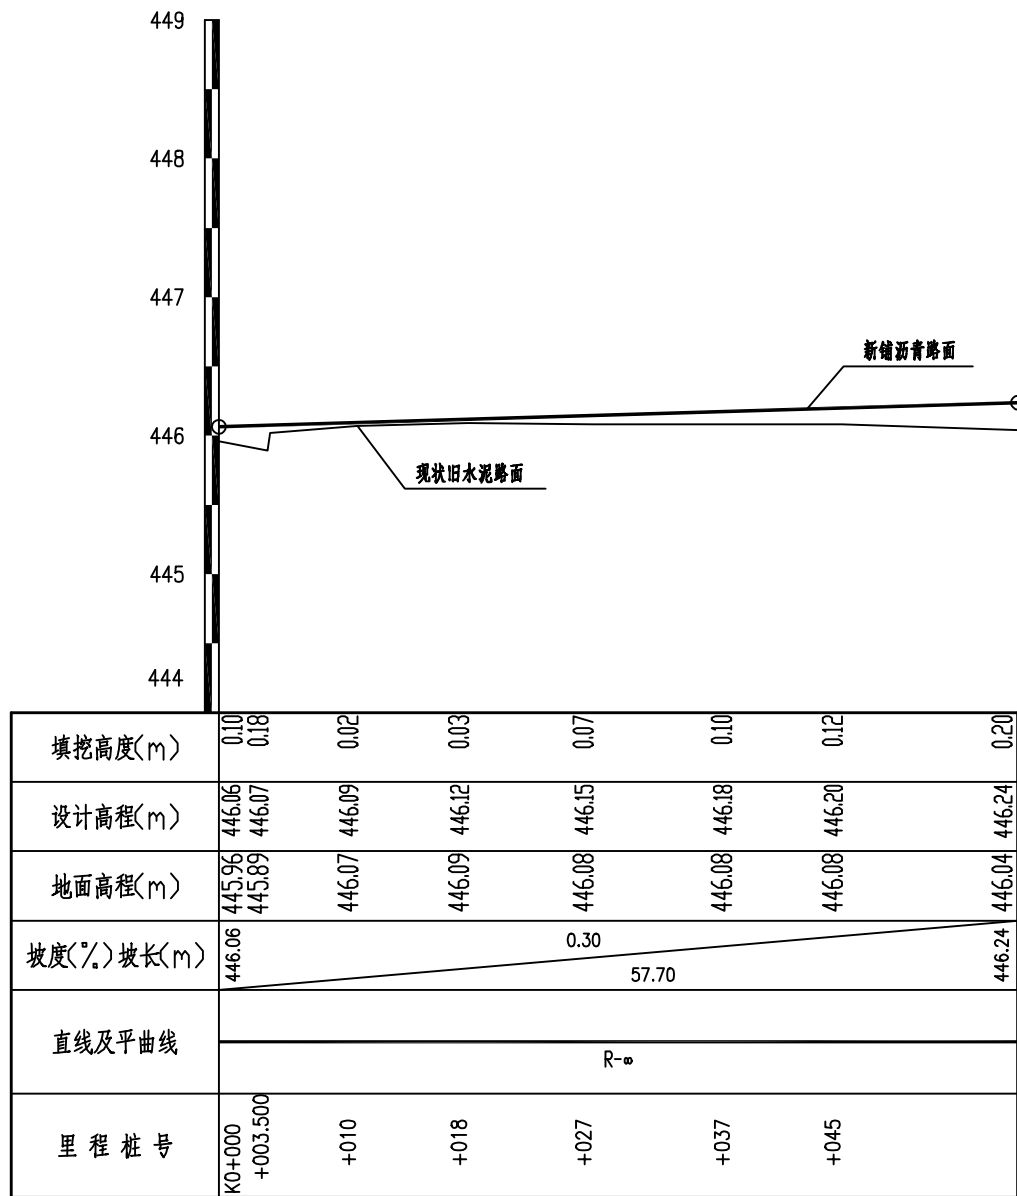 449
448
447
446
445
444
新铺沥青路面
现状旧水泥路面
填挖高度(m) 0.10 0.18 0.02 0.03 0.07 0.10 0.12 0.20
设计高程(m) 446.06 446.07 446.09 446.12 446.15 446.18 446.20 446.24
地面高程(m) 445.96 445.89 446.07 446.09 446.08 446.08 446.08 446.04
坡度(%)坡长(m) 446.06 0.30 57.70 446.24
直线及平曲线 R-∞
里程桩号 K0+000 +003.500 +010 +018 +027 +037 +045